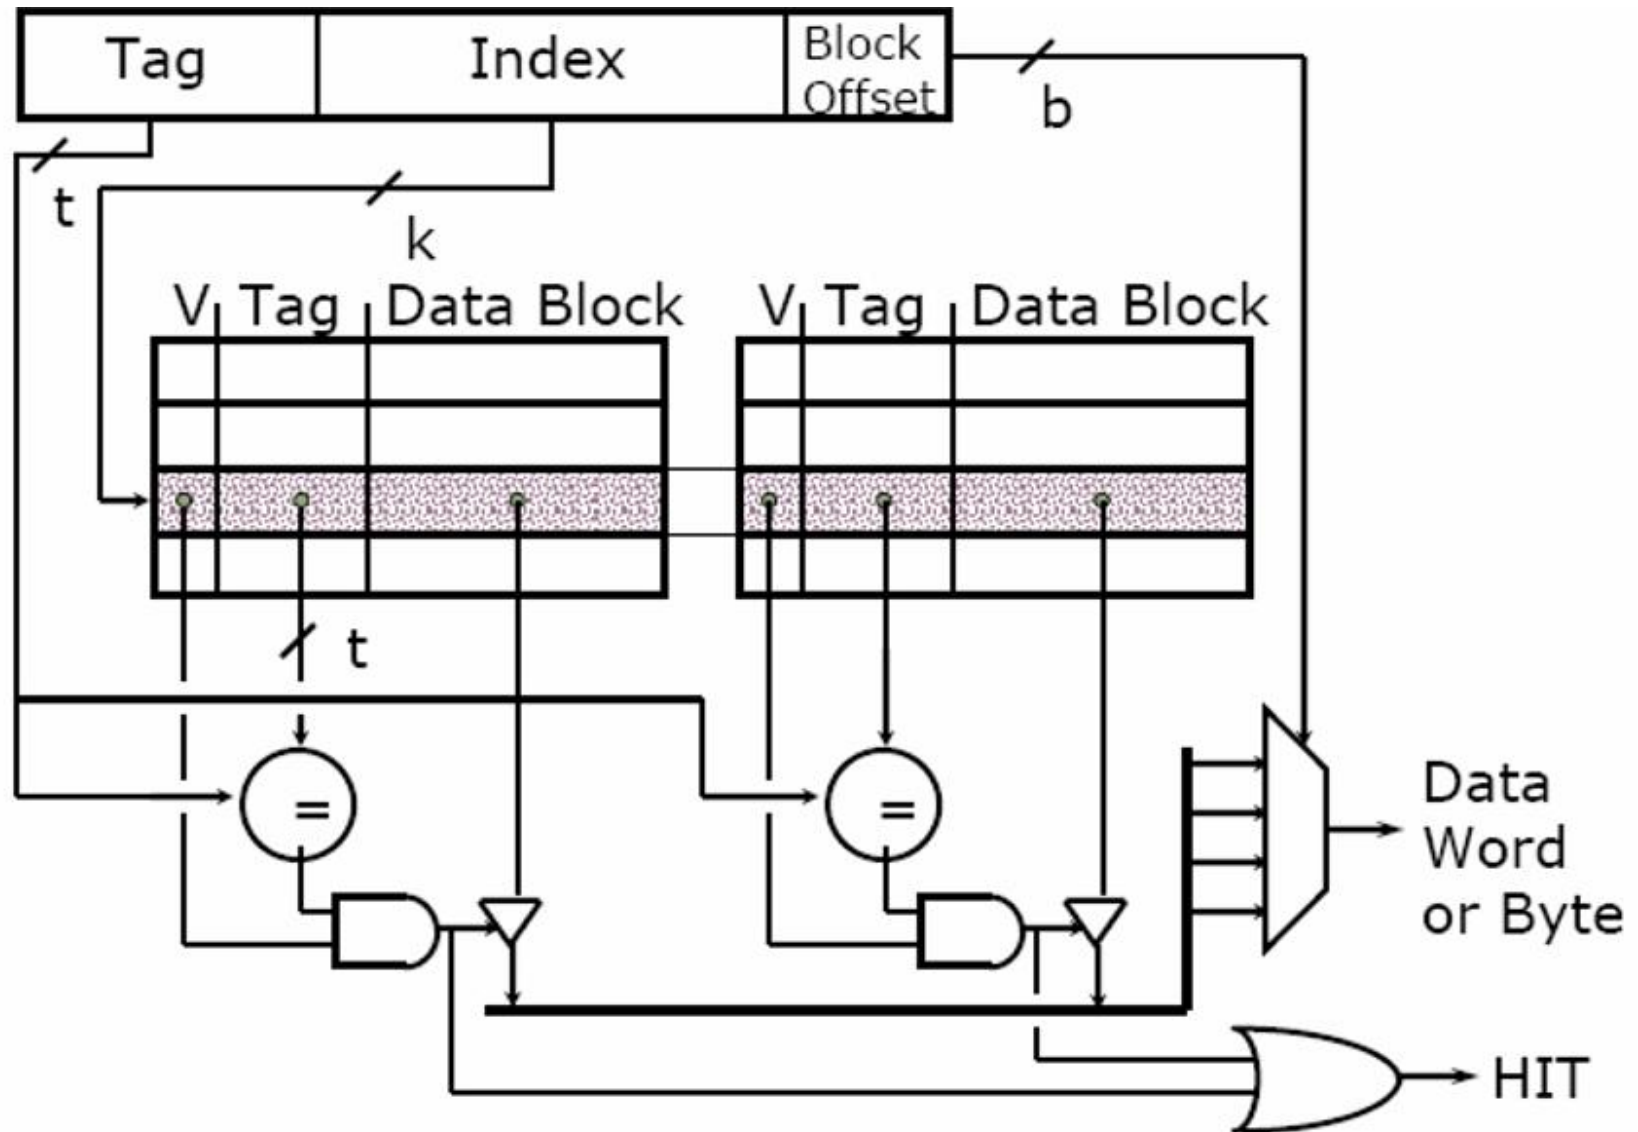 Tag Index Block
Offset
b
t
k
V Tag Data Block V Tag Data Block
t
= =
Data
Word
or Byte
HIT